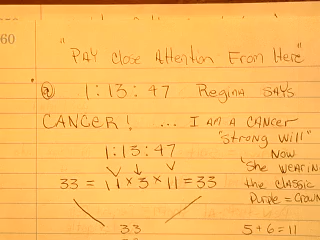 60
"PAY Close Attention From Here"
② 1:13:47 Regina SAYS
CANCER! ... I AM A CANCER
"strong will"
1:13:47 NOW
"She WEARING
33 = 11 × 3 × 11 = 33 the CLASSIC
Purple = CROWN
33 5+6=11